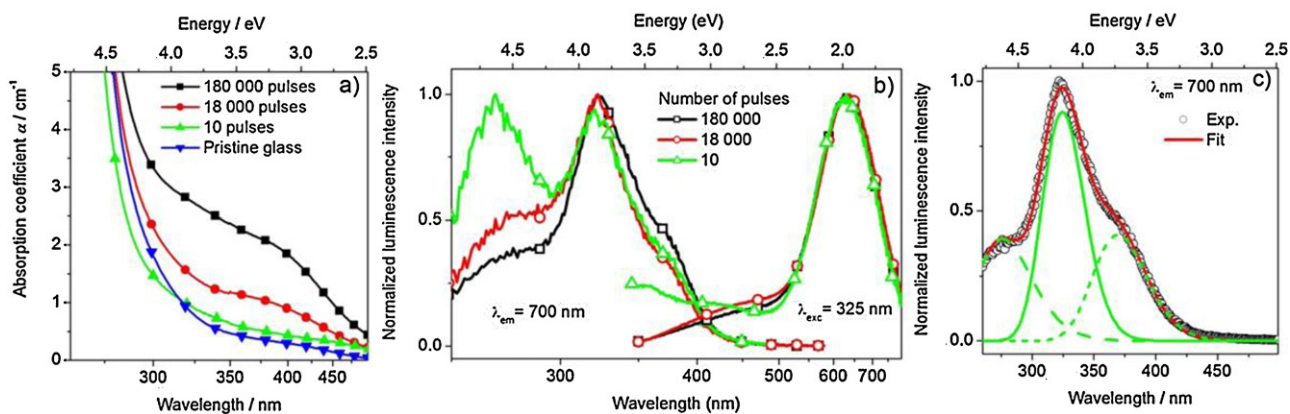 Energy / eV
4.5 4.0 3.5 3.0 2.5
a)
180 000 pulses
18 000 pulses
10 pulses
Pristine glass
Absorption coefficient α / cm⁻¹
5
4
3
2
1
0
300 350 400 450
Wavelength / nm
Energy (eV)
4.5 4.0 3.5 3.0 2.5 2.0
b)
Number of pulses
180 000
18 000
10
Normalized luminescence intensity
1.0
0.5
0.0
λem = 700 nm
λexc = 325 nm
300 400 500 600 700
Wavelength (nm)
Energy / eV
4.5 4.0 3.5 3.0 2.5
c)
λem = 700 nm
Exp.
Fit
Normalized luminescence intensity
1.0
0.5
0.0
300 350 400 450
Wavelength / nm